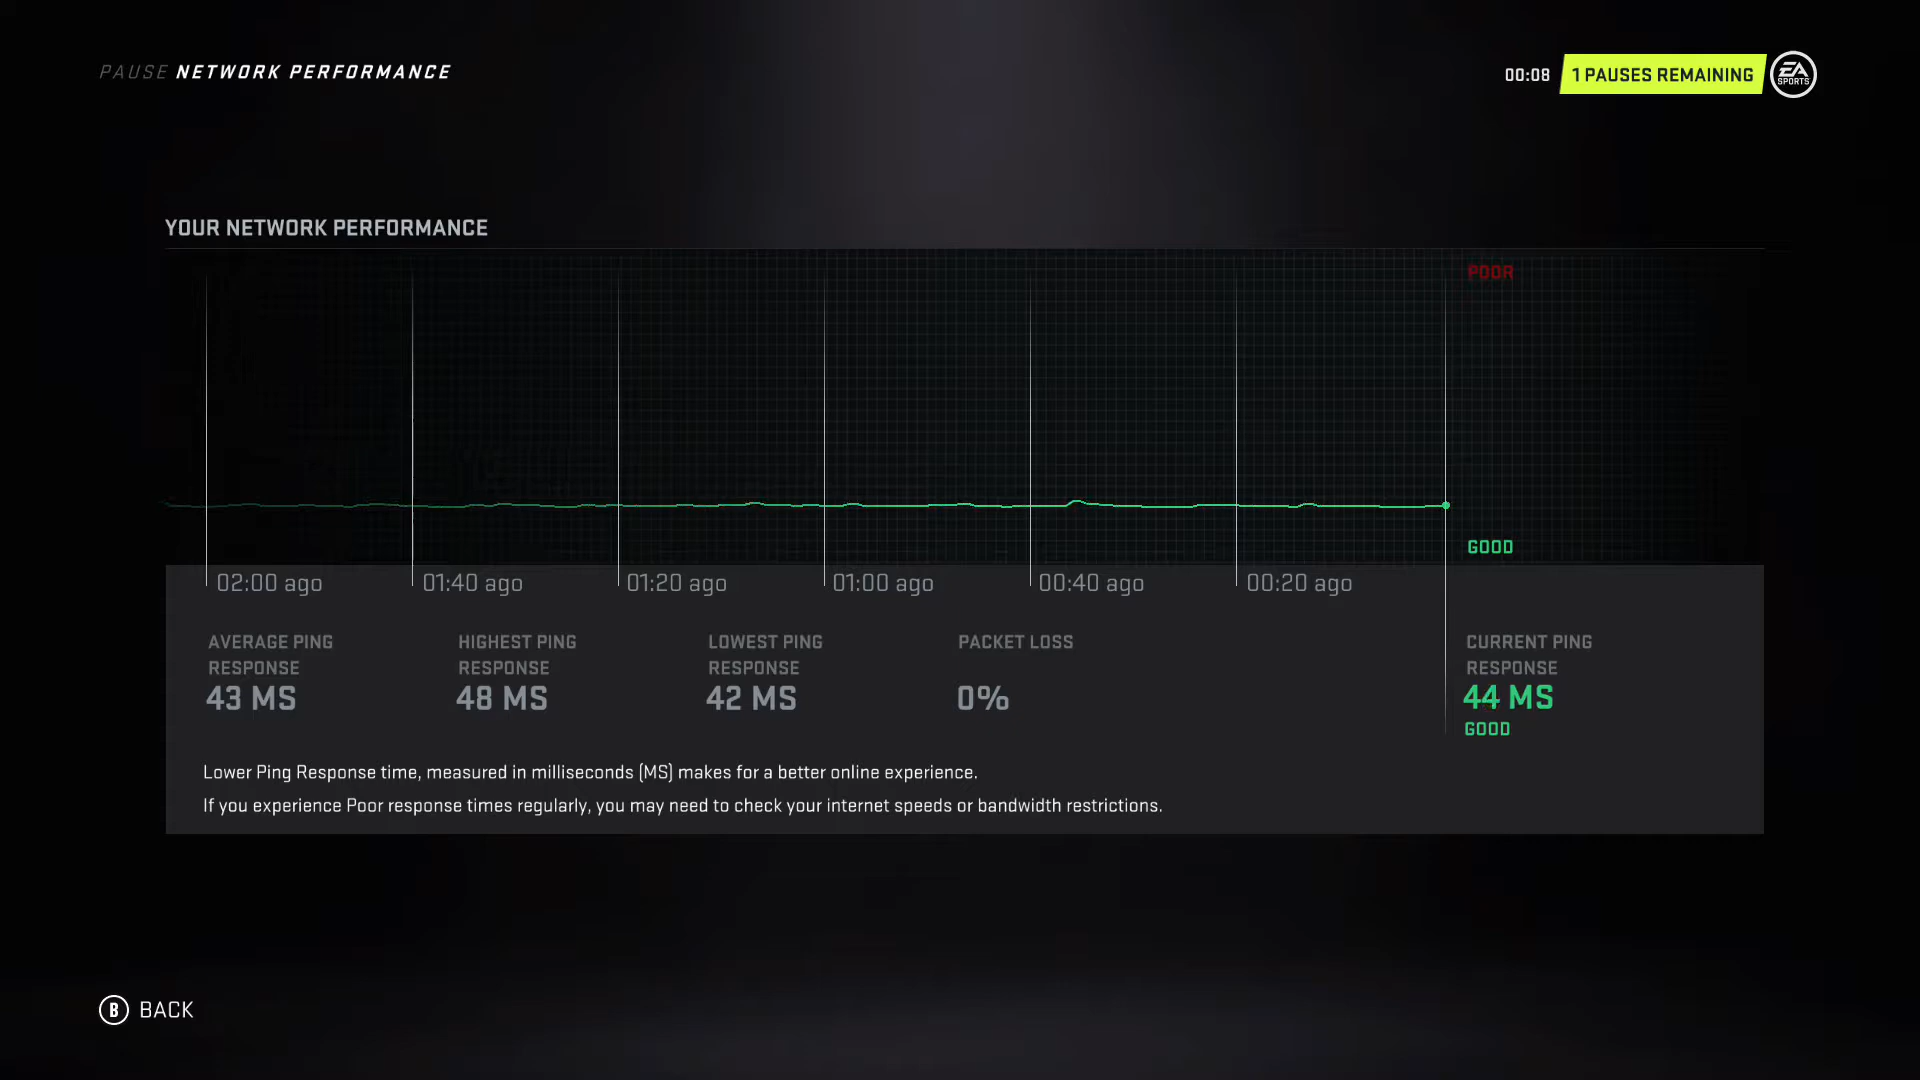 PAUSE NETWORK PERFORMANCE
00:08 1 PAUSES REMAINING EA SPORTS
YOUR NETWORK PERFORMANCE
POOR
GOOD
02:00 ago 01:40 ago 01:20 ago 01:00 ago 00:40 ago 00:20 ago
AVERAGE PING RESPONSE
43 MS
HIGHEST PING RESPONSE
48 MS
LOWEST PING RESPONSE
42 MS
PACKET LOSS
0%
CURRENT PING RESPONSE
44 MS
GOOD
Lower Ping Response time, measured in milliseconds (MS) makes for a better online experience.
If you experience Poor response times regularly, you may need to check your internet speeds or bandwidth restrictions.
B BACK